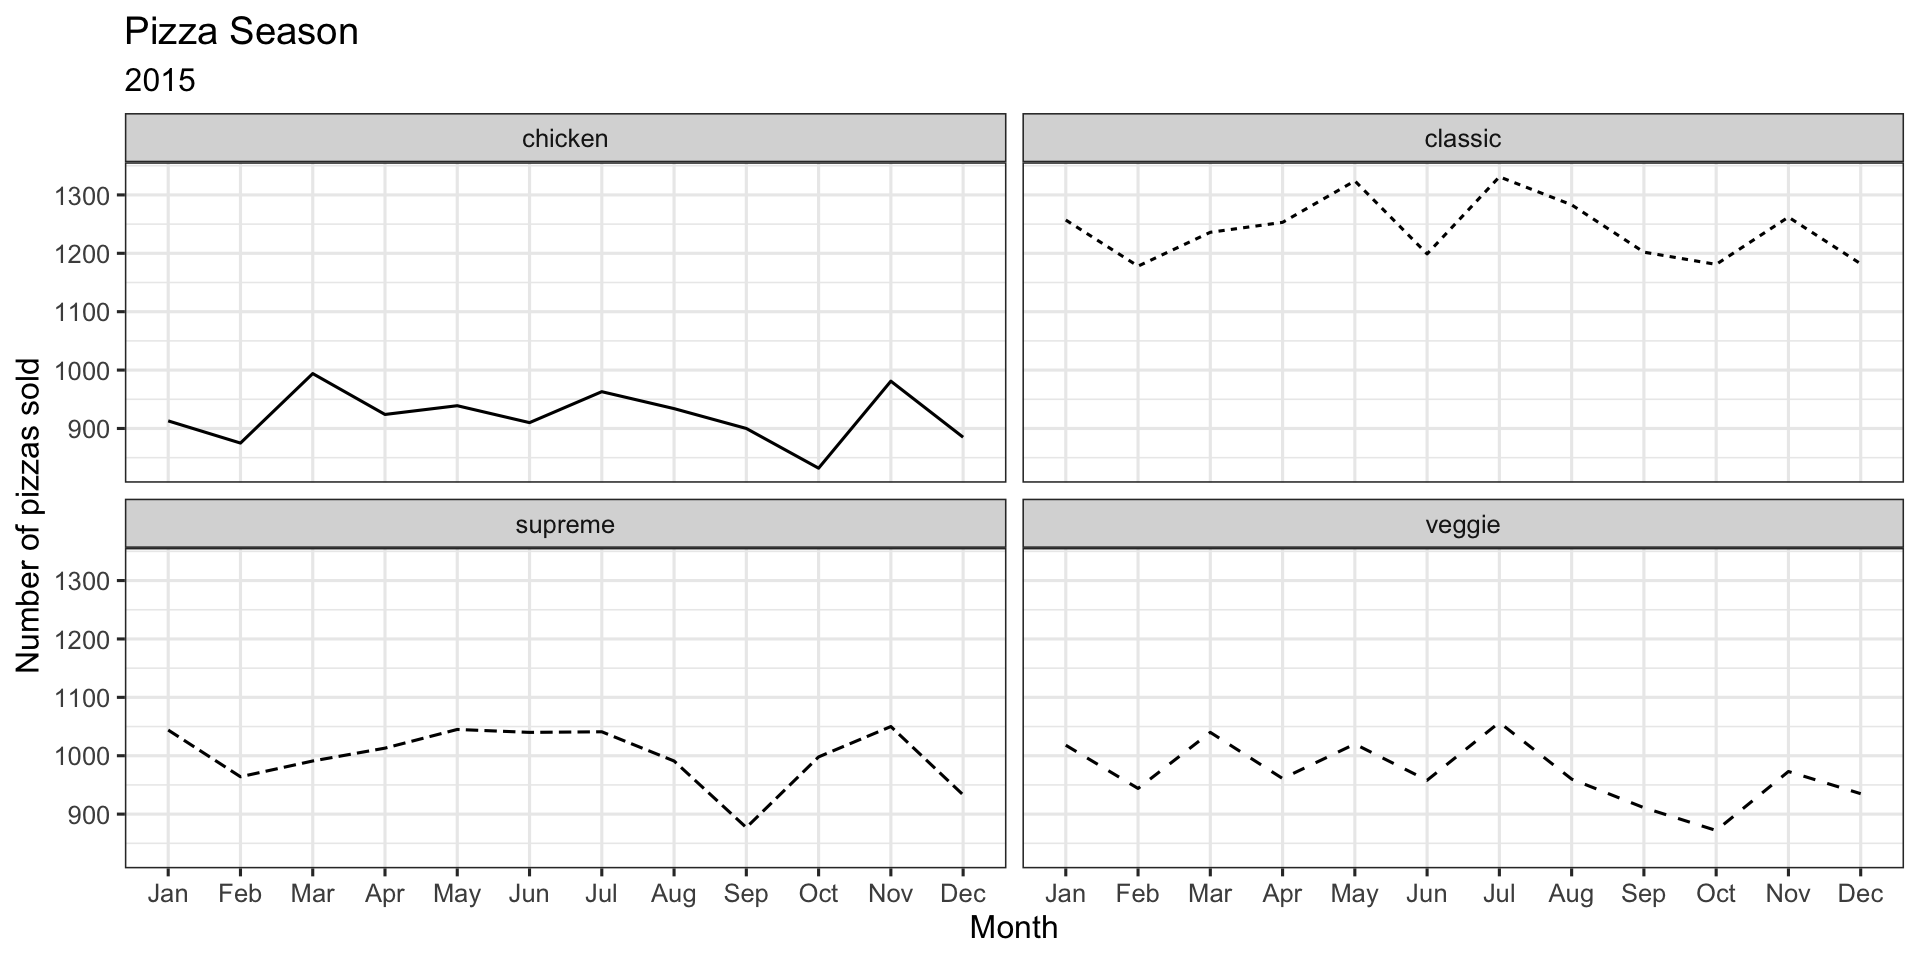 Pizza Season
2015
chicken
classic
1300
1200
1100
1000
900
supreme
veggie
1300
1200
1100
1000
900
Number of pizzas sold
Jan Feb Mar Apr May Jun Jul Aug Sep Oct Nov Dec
Jan Feb Mar Apr May Jun Jul Aug Sep Oct Nov Dec
Month